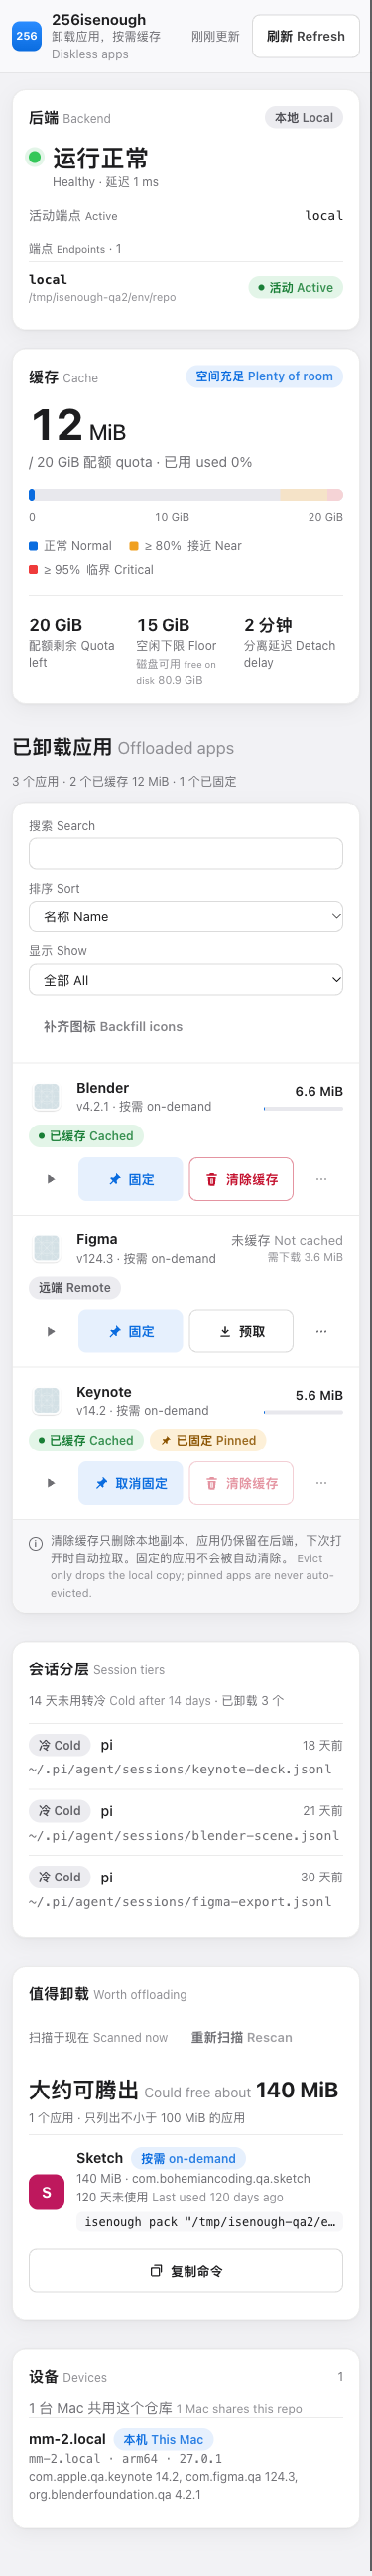 256
256isenough
卸载应用，按需缓存
Diskless apps
刚刚更新
刷新 Refresh
后端 Backend
本地 Local
运行正常
Healthy · 延迟 1 ms
活动端点 Active
local
端点 Endpoints · 1
local
/tmp/isenough-qa2/env/repo
活动 Active
缓存 Cache
空间充足 Plenty of room
12 MiB
/ 20 GiB 配额 quota · 已用 used 0%
0
10 GiB
20 GiB
正常 Normal
≥ 80% 接近 Near
≥ 95% 临界 Critical
20 GiB
配额剩余 Quota left
15 GiB
空闲下限 Floor
磁盘可用 free on disk 80.9 GiB
2 分钟
分离延迟 Detach delay
已卸载应用 Offloaded apps
3 个应用 · 2 个已缓存 12 MiB · 1 个已固定
搜索 Search
排序 Sort
名称 Name
显示 Show
全部 All
补齐图标 Backfill icons
Blender
v4.2.1 · 按需 on-demand
6.6 MiB
已缓存 Cached
固定
清除缓存
···
Figma
v124.3 · 按需 on-demand
未缓存 Not cached
需下载 3.6 MiB
远端 Remote
固定
预取
···
Keynote
v14.2 · 按需 on-demand
5.6 MiB
已缓存 Cached
已固定 Pinned
取消固定
清除缓存
···
清除缓存只删除本地副本，应用仍保留在后端，下次打
开时自动拉取。固定的应用不会被自动清除。 Evict
only drops the local copy; pinned apps are never auto-
evicted.
会话分层 Session tiers
14 天未用转冷 Cold after 14 days · 已卸载 3 个
冷 Cold
pi
18 天前
~/.pi/agent/sessions/keynote-deck.jsonl
冷 Cold
pi
21 天前
~/.pi/agent/sessions/blender-scene.jsonl
冷 Cold
pi
30 天前
~/.pi/agent/sessions/figma-export.jsonl
值得卸载 Worth offloading
扫描于现在 Scanned now
重新扫描 Rescan
大约可腾出 Could free about 140 MiB
1 个应用 · 只列出不小于 100 MiB 的应用
S
Sketch
按需 on-demand
140 MiB · com.bohemiancoding.qa.sketch
120 天未使用 Last used 120 days ago
isenough pack "/tmp/isenough-qa2/e…
复制命令
设备 Devices
1
1 台 Mac 共用这个仓库 1 Mac shares this repo
mm-2.local
本机 This Mac
mm-2.local · arm64 · 27.0.1
com.apple.qa.keynote 14.2, com.figma.qa 124.3,
org.blenderfoundation.qa 4.2.1